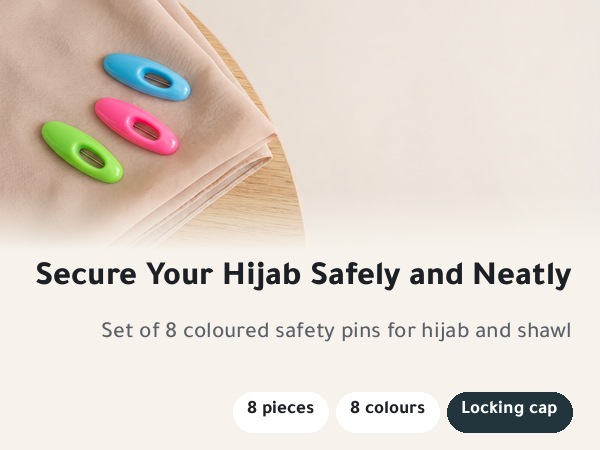 Secure Your Hijab Safely and Neatly
Set of 8 coloured safety pins for hijab and shawl
8 pieces
8 colours
Locking cap